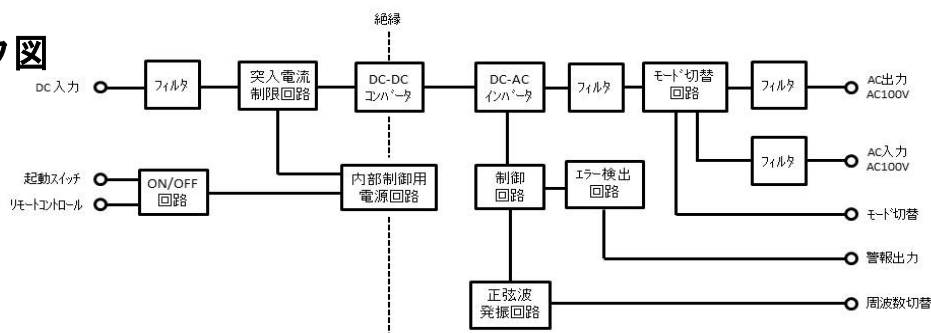 ク図
絶縁
DC入力
フィルタ
突入電流
制限回路
DC-DC
コンバータ
DC-AC
インバータ
フィルタ
モード切替
回路
フィルタ
AC出力
AC100V
フィルタ
AC入力
AC100V
起動スイッチ
リモートコントロール
ON/OFF
回路
内部制御用
電源回路
制御
回路
エラー検出
回路
モード切替
警報出力
正弦波
発振回路
周波数切替